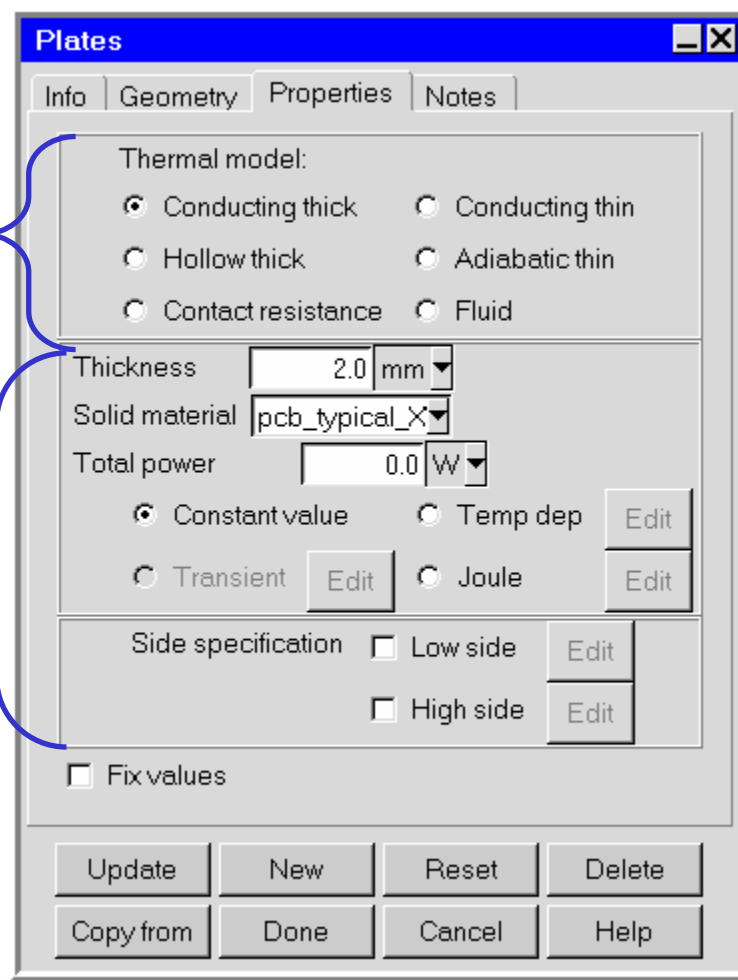 Plates
Info Geometry Properties Notes
Thermal model:
Conducting thick Conducting thin
Hollow thick Adiabatic thin
Contact resistance Fluid
Thickness 2.0 mm
Solid material pcb_typical_X
Total power 0.0 W
Constant value Temp dep Edit
Transient Edit Joule Edit
Side specification Low side Edit
High side Edit
Fix values
Update New Reset Delete
Copy from Done Cancel Help